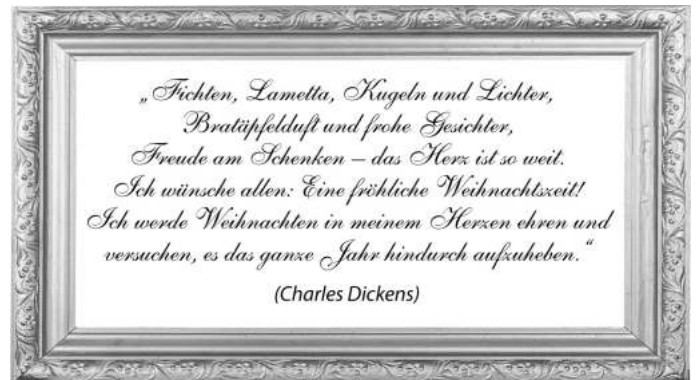 „Fichten, Lametta, Kugeln und Lichter,
Bratäpfelduft und frohe Gesichter,
Freude am Schenken – das Herz ist so weit.
Ich wünsche allen: Eine fröhliche Weihnachtszeit!
Ich werde Weihnachten in meinem Herzen ehren und
versuchen, es das ganze Jahr hindurch aufzuheben.“
(Charles Dickens)